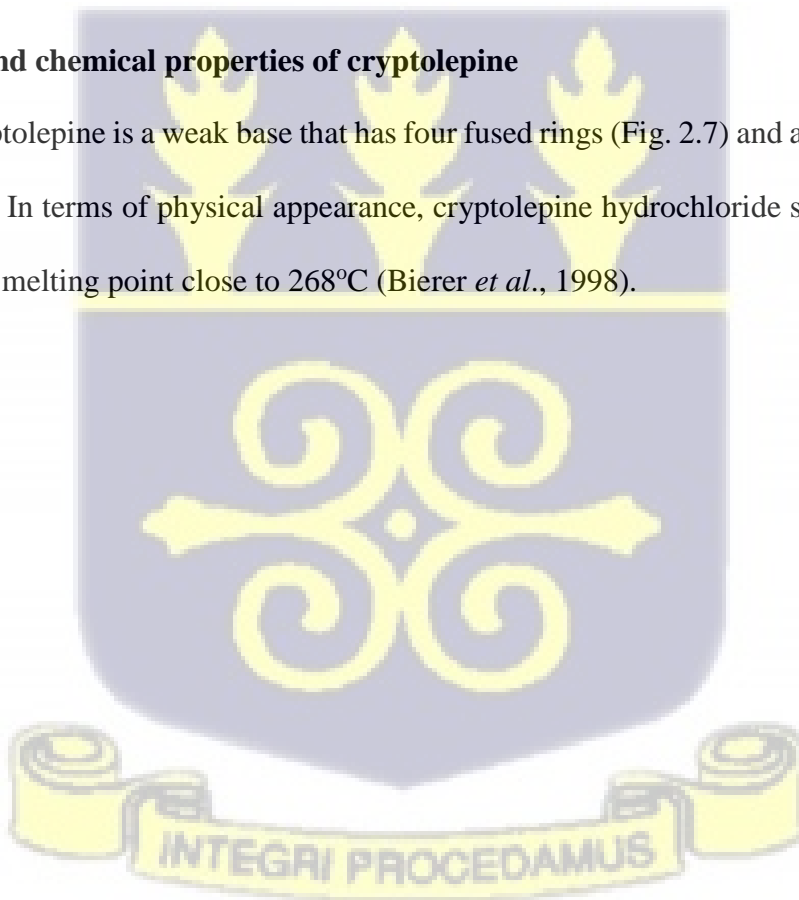 nd chemical properties of cryptolepine
ptolepine is a weak base that has four fused rings (Fig. 2.7) and a
In terms of physical appearance, cryptolepine hydrochloride s
melting point close to 268°C (Bierer et al., 1998).
INTEGRI PROCEDAMUS